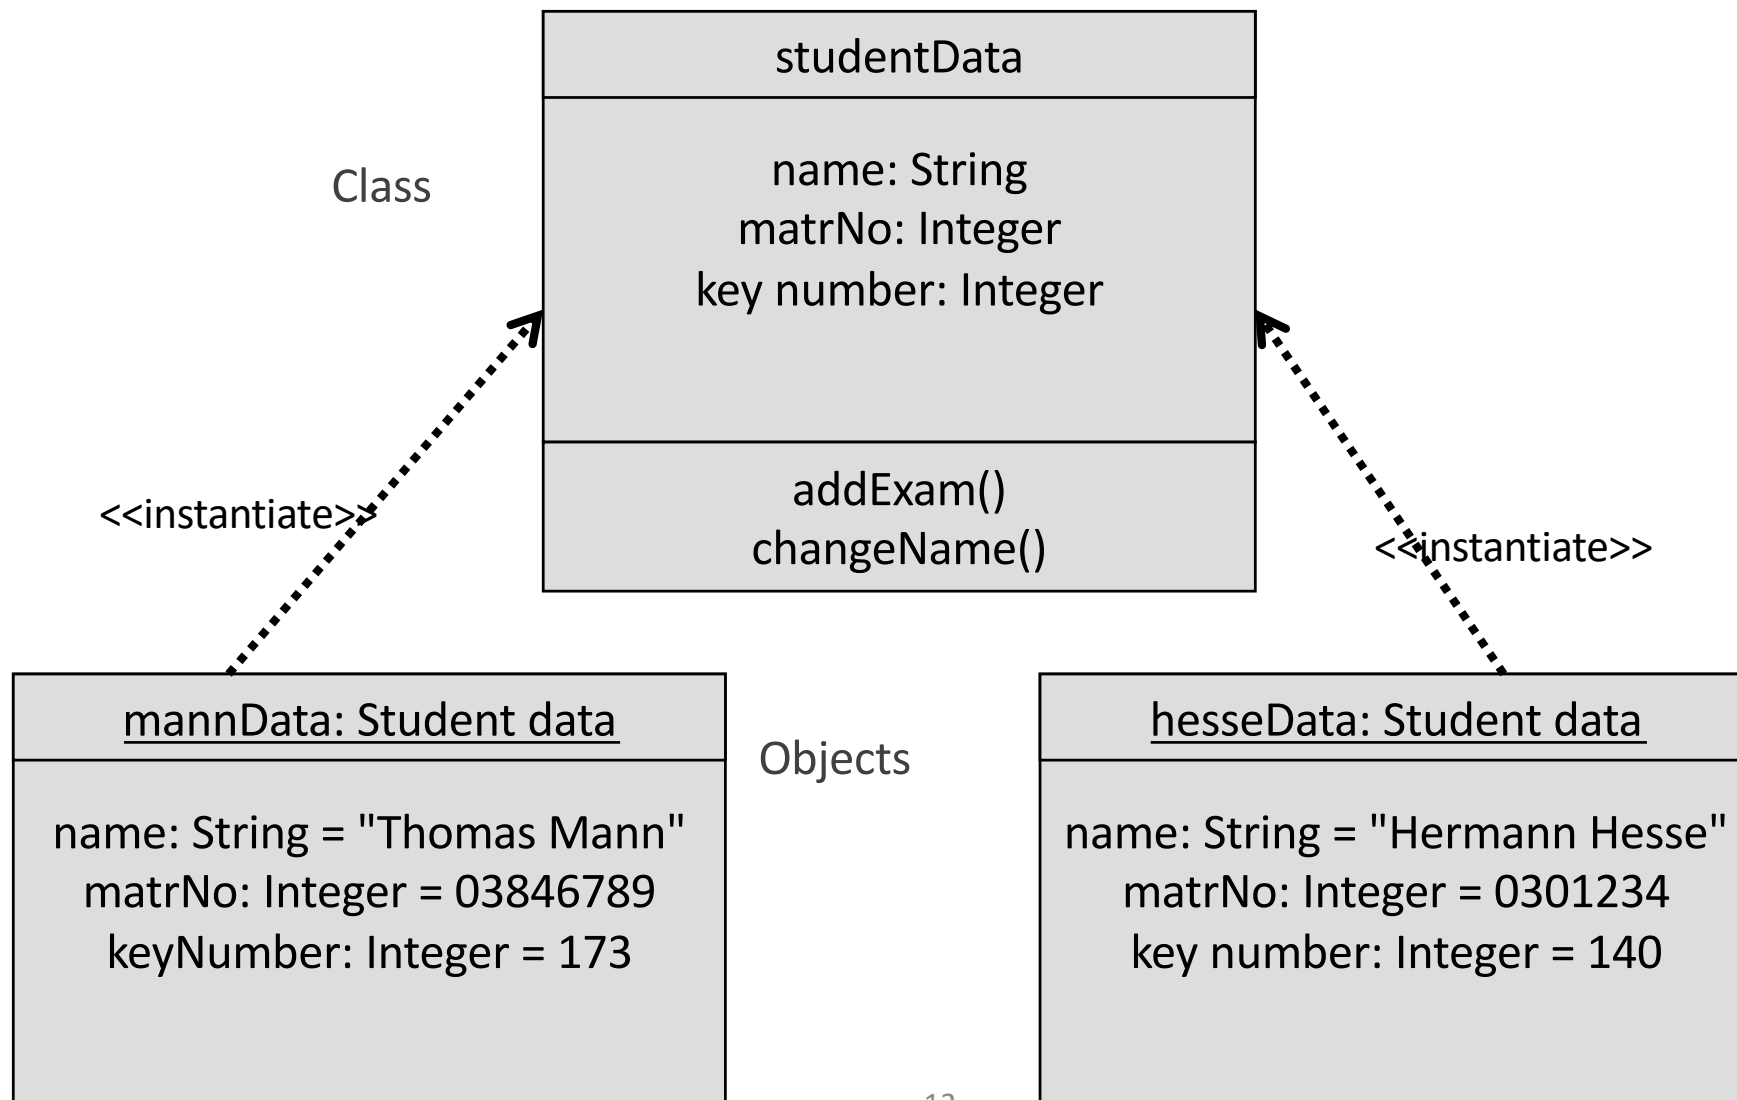 studentData
Class
name: String
matrNo: Integer
key number: Integer
addExam()
changeName()
<<instantiate>>
<<instantiate>>
mannData: Student data
name: String = "Thomas Mann"
matrNo: Integer = 03846789
keyNumber: Integer = 173
Objects
hesseData: Student data
name: String = "Hermann Hesse"
matrNo: Integer = 0301234
key number: Integer = 140